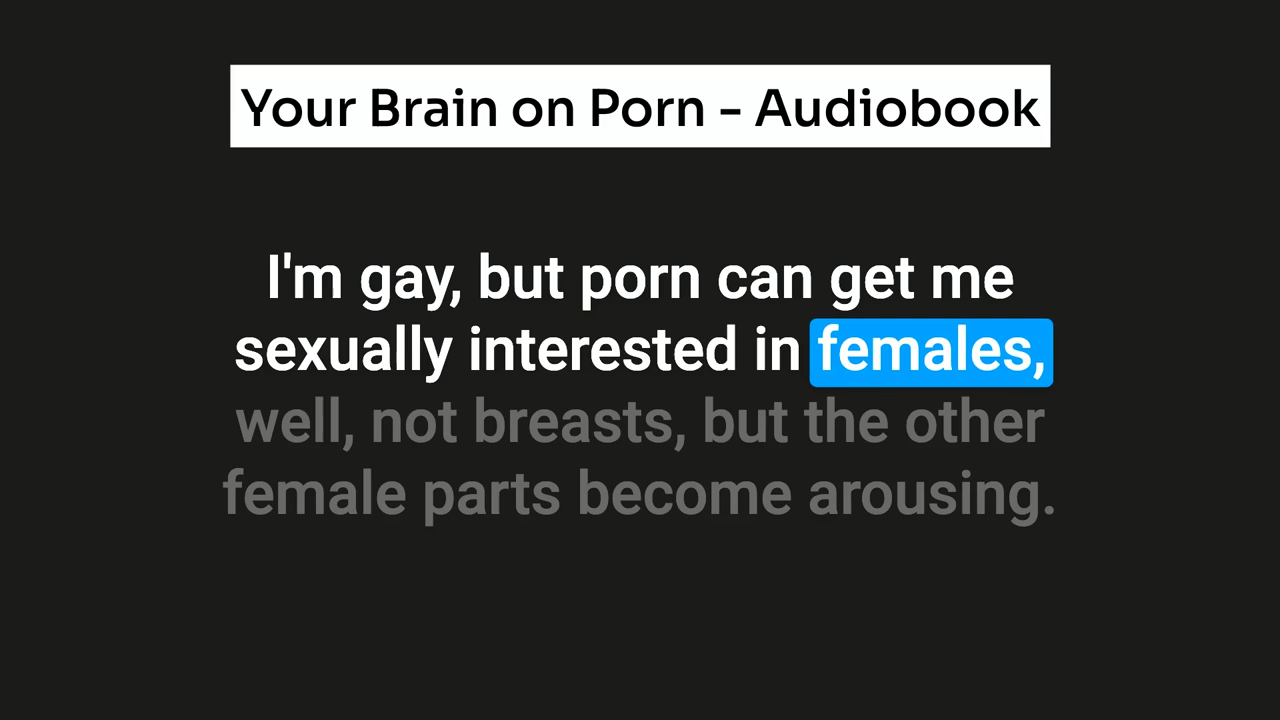 Your Brain on Porn - Audiobook
I'm gay, but porn can get me
sexually interested in females,
well, not breasts, but the other
female parts become arousing.